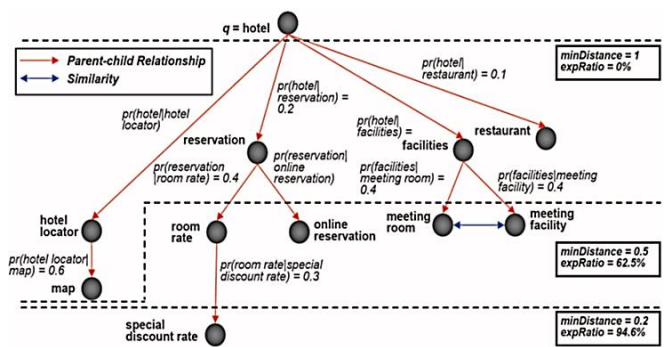 q = hotel
Parent-child Relationship
Similarity
minDistance = 1
expRatio = 0%
pr(hotel|
restaurant) = 0.1
pr(hotel|
reservation) =
0.2
pr(hotel|hotel
locator)
pr(hotel|
facilities) =
restaurant
reservation
facilities
pr(reservation
|room rate) = 0.4
pr(reservation|
online
reservation)
pr(facilities|
meeting room) =
0.4
pr(facilities|meeting
facility) = 0.4
hotel
locator
room
rate
online
reservation
meeting
room
meeting
facility
pr(hotel locator|
map) = 0.6
map
pr(room rate|special
discount rate) = 0.3
minDistance = 0.5
expRatio = 62.5%
special
discount rate
minDistance = 0.2
expRatio = 94.6%